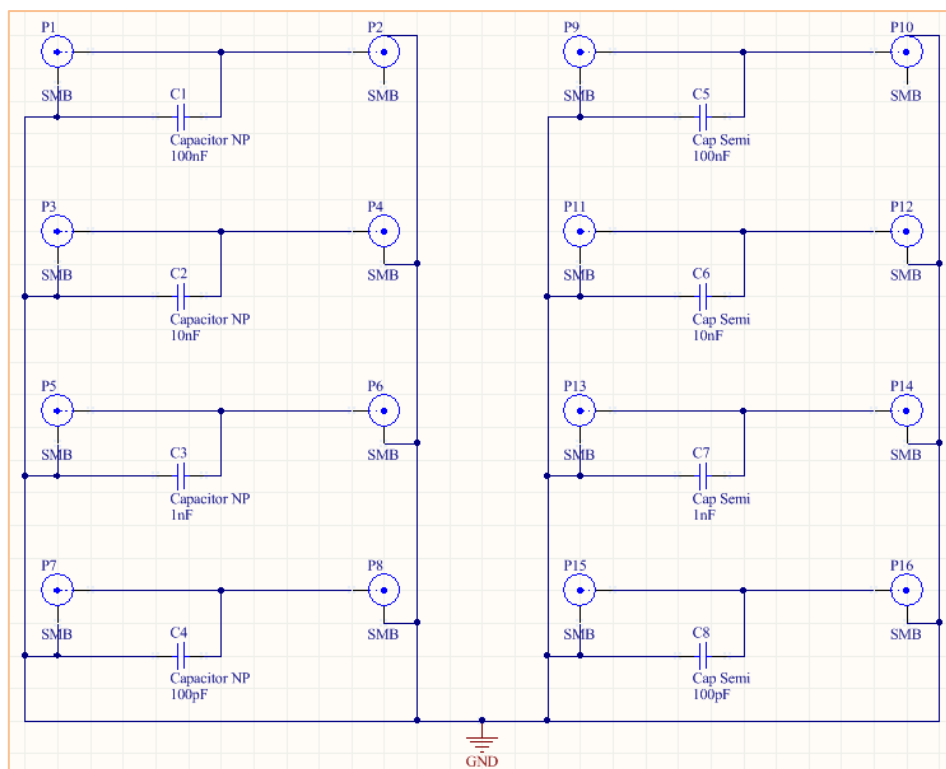 P1
P2
P9
P10
SMB
C1
SMB
SMB
C5
SMB
Capacitor NP
100nF
Cap Semi
100nF
P3
P4
P11
P12
SMB
C2
SMB
SMB
C6
SMB
Capacitor NP
10nF
Cap Semi
10nF
P5
P6
P13
P14
SMB
C3
SMB
SMB
C7
SMB
Capacitor NP
1nF
Cap Semi
1nF
P7
P8
P15
P16
SMB
C4
SMB
SMB
C8
SMB
Capacitor NP
100pF
Cap Semi
100pF
GND